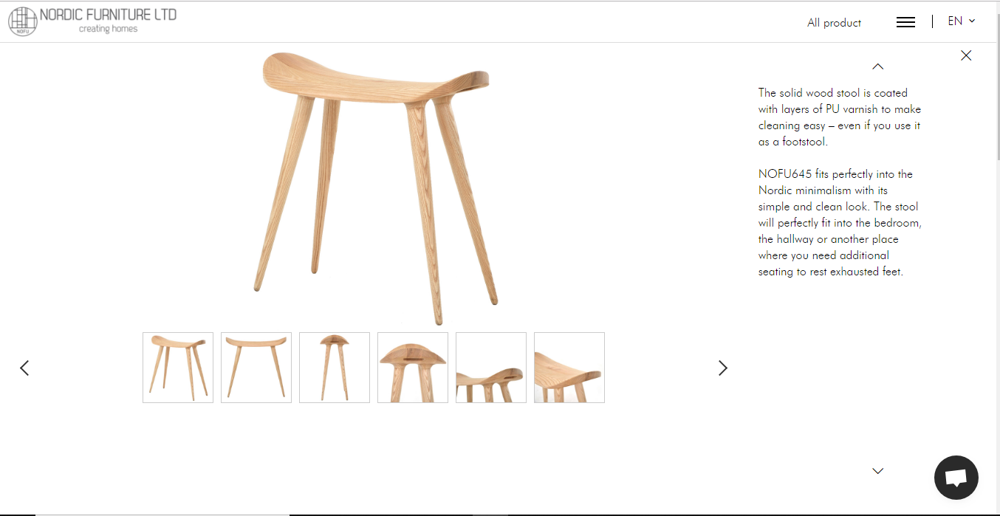 NORDIC FURNITURE LTD
creating homes
NOFU
All product
EN
The solid wood stool is coated
with layers of PU varnish to make
cleaning easy – even if you use it
as a footstool.
NOFU645 fits perfectly into the
Nordic minimalism with its
simple and clean look. The stool
will perfectly fit into the bedroom,
the hallway or another place
where you need additional
seating to rest exhausted feet.